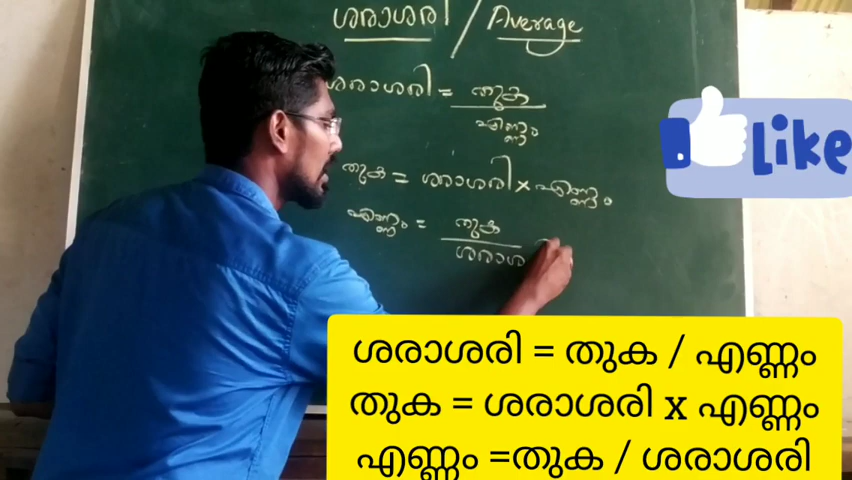 ശരാശരി / Average
ശരാശരി = തുക
എണ്ണം
തുക = ശരാശരി x എണ്ണം
എണ്ണം = തുക
ശരാശ
Like
ശരാശരി = തുക / എണ്ണം
തുക = ശരാശരി x എണ്ണം
എണ്ണം =തുക / ശരാശരി